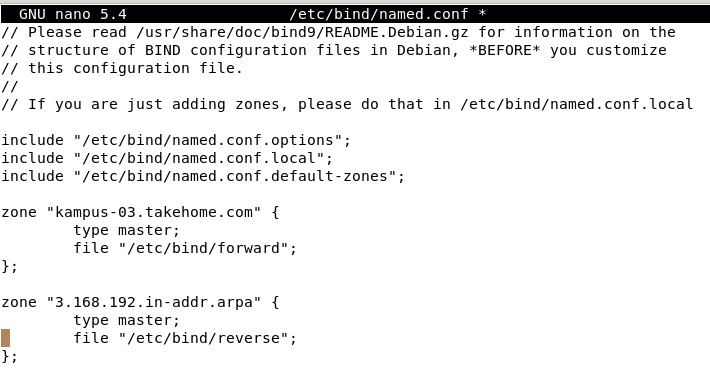 GNU nano 5.4 /etc/bind/named.conf *
// Please read /usr/share/doc/bind9/README.Debian.gz for information on the
// structure of BIND configuration files in Debian, *BEFORE* you customize
// this configuration file.
//
// If you are just adding zones, please do that in /etc/bind/named.conf.local
include "/etc/bind/named.conf.options";
include "/etc/bind/named.conf.local";
include "/etc/bind/named.conf.default-zones";
zone "kampus-03.takehome.com" {
        type master;
        file "/etc/bind/forward";
};
zone "3.168.192.in-addr.arpa" {
        type master;
        file "/etc/bind/reverse";
};